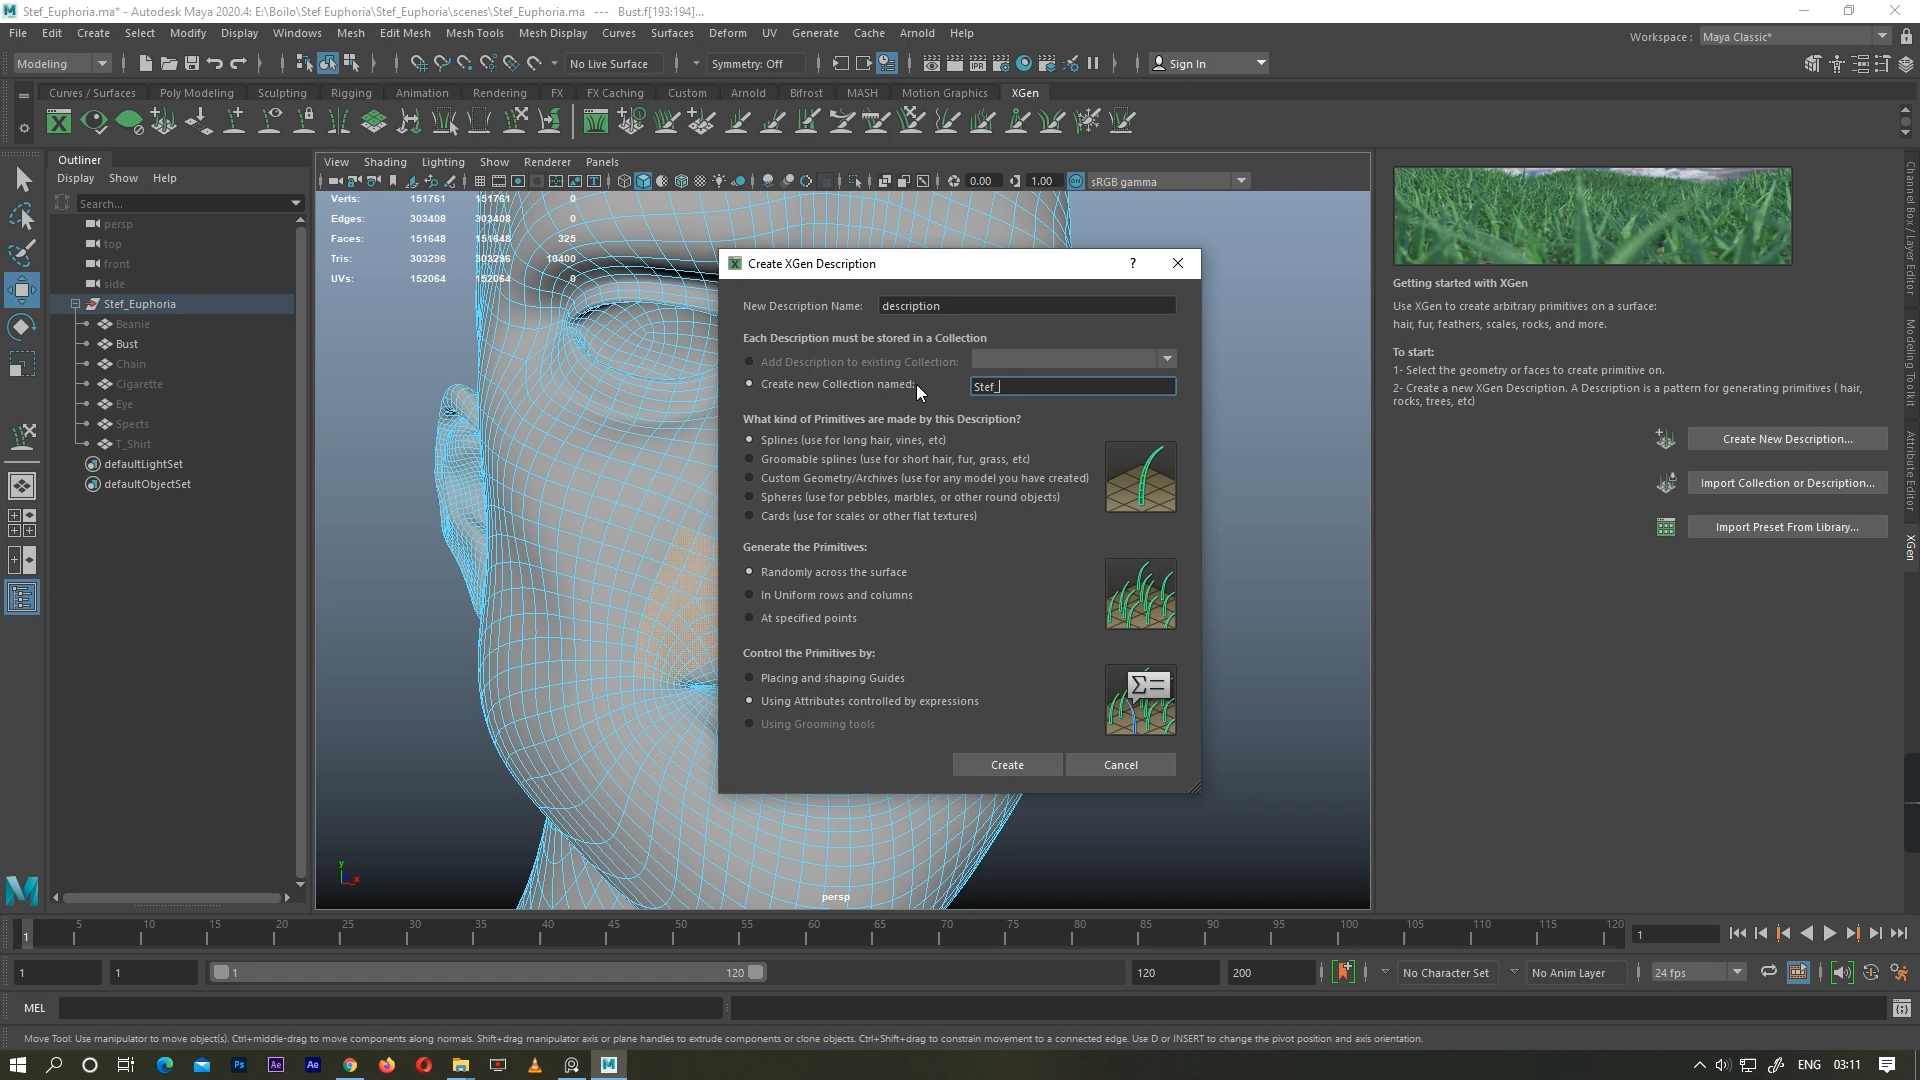 Stef_Euphoria.ma* - Autodesk Maya 2020.4: E:\Boilo\Stef Euphoria\Stef_Euphoria\scenes\Stef_Euphoria.ma   ---   Bust.f[193:194]...
File Edit Create Select Modify Display Windows Mesh Edit Mesh Mesh Tools Mesh Display Curves Surfaces Deform UV Generate Cache Arnold Help
Workspace : Maya Classic*
Modeling No Live Surface Symmetry: Off Sign In
Curves / Surfaces Poly Modeling Sculpting Rigging Animation Rendering FX FX Caching Custom Arnold Bifrost MASH Motion Graphics XGen
Outliner
Display Show Help
Search...
persp
top
front
side
Stef_Euphoria
Beanie
Bust
Chain
Cigarette
Eye
Spects
T_Shirt
defaultLightSet
defaultObjectSet
View Shading Lighting Show Renderer Panels
0.00 1.00 ON sRGB gamma
Verts: 151761 151761 0
Edges: 303408 303408 0
Faces: 151648 151648 325
Tris: 303296 303296 10400
UVs: 152064 152064 0
Create XGen Description ?
New Description Name: description
Each Description must be stored in a Collection
Add Description to existing Collection:
Create new Collection named: Stef_
What kind of Primitives are made by this Description?
Splines (use for long hair, vines, etc)
Groomable splines (use for short hair, fur, grass, etc)
Custom Geometry/Archives (use for any model you have created)
Spheres (use for pebbles, marbles, or other round objects)
Cards (use for scales or other flat textures)
Generate the Primitives:
Randomly across the surface
In Uniform rows and columns
At specified points
Control the Primitives by:
Placing and shaping Guides
Using Attributes controlled by expressions
Using Grooming tools
Create Cancel
y
x
persp
Getting started with XGen
Use XGen to create arbitrary primitives on a surface:
hair, fur, feathers, scales, rocks, and more.
To start:
1- Select the geometry or faces to create primitive on.
2- Create a new XGen Description. A Description is a pattern for generating primitives ( hair,
rocks, trees, etc)
Create New Description...
Import Collection or Description...
Import Preset From Library...
Channel Box / Layer Editor
Modeling Toolkit
Attribute Editor
XGen
1 5 10 15 20 25 30 35 40 45 50 55 60 65 70 75 80 85 90 95 100 105 110 115 120 1
1 1 1 120 120 200 No Character Set No Anim Layer 24 fps
MEL
Move Tool: Use manipulator to move object(s). Ctrl+middle-drag to move components along normals. Shift+drag manipulator axis or plane handles to extrude components or clone objects. Ctrl+Shift+drag to constrain movement to a connected edge. Use D or INSERT to change the pivot position and axis orientation.
Ps Ae Ae M ENG 03:11